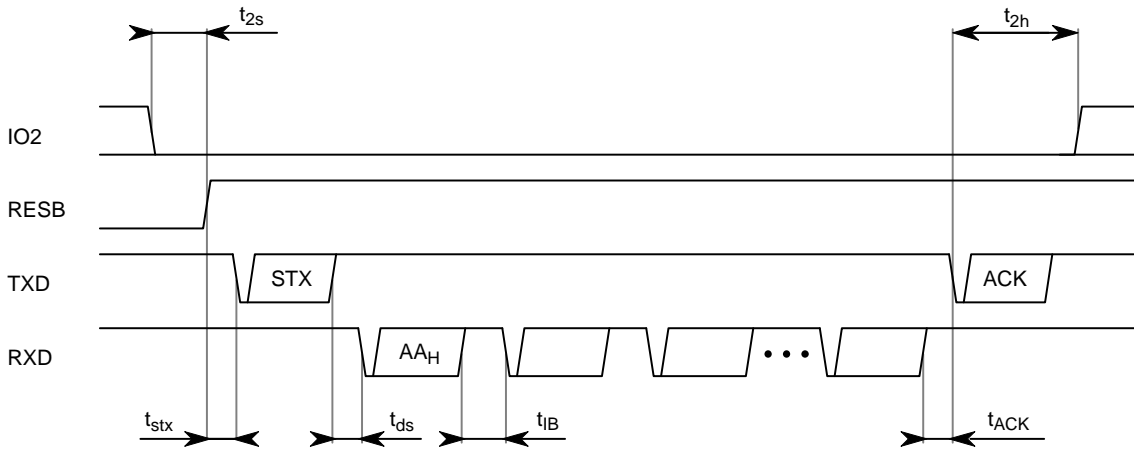 t2s
t2h
IO2
RESB
TXD
STX
ACK
RXD
AAH
tstx
tds
tIB
tACK